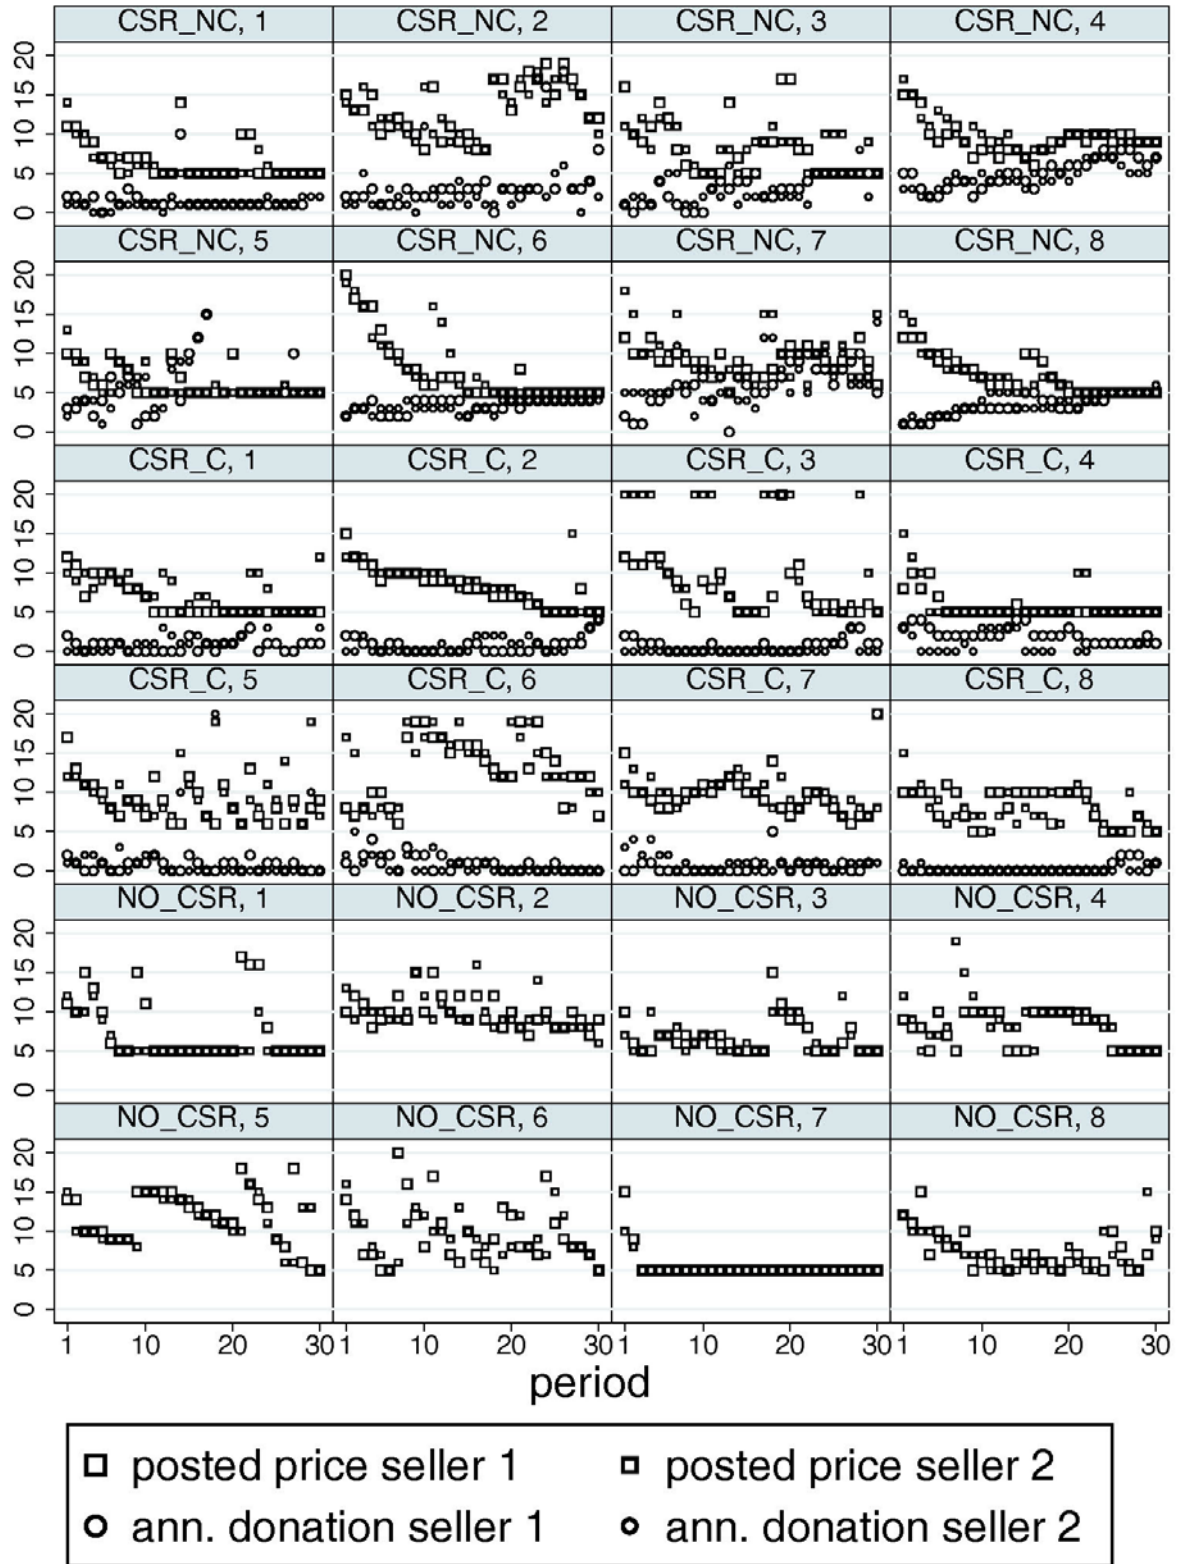 CSR_NC, 1 CSR_NC, 2 CSR_NC, 3 CSR_NC, 4
0 5 10 15 20
CSR_NC, 5 CSR_NC, 6 CSR_NC, 7 CSR_NC, 8
0 5 10 15 20
CSR_C, 1 CSR_C, 2 CSR_C, 3 CSR_C, 4
0 5 10 15 20
CSR_C, 5 CSR_C, 6 CSR_C, 7 CSR_C, 8
0 5 10 15 20
NO_CSR, 1 NO_CSR, 2 NO_CSR, 3 NO_CSR, 4
0 5 10 15 20
NO_CSR, 5 NO_CSR, 6 NO_CSR, 7 NO_CSR, 8
0 5 10 15 20
1 10 20 30 1 10 20 30 1 10 20 30 1 10 20 30
period
posted price seller 1 posted price seller 2
ann. donation seller 1 ann. donation seller 2